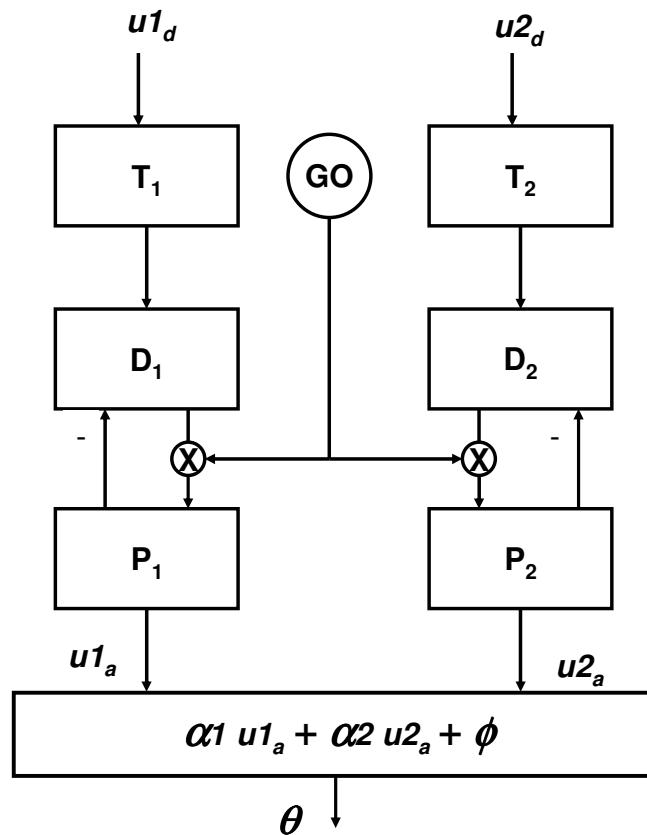 u1d u2d
T1 GO T2
D1 D2
- X X -
P1 P2
u1a u2a
α1 u1a + α2 u2a + ϕ
θ